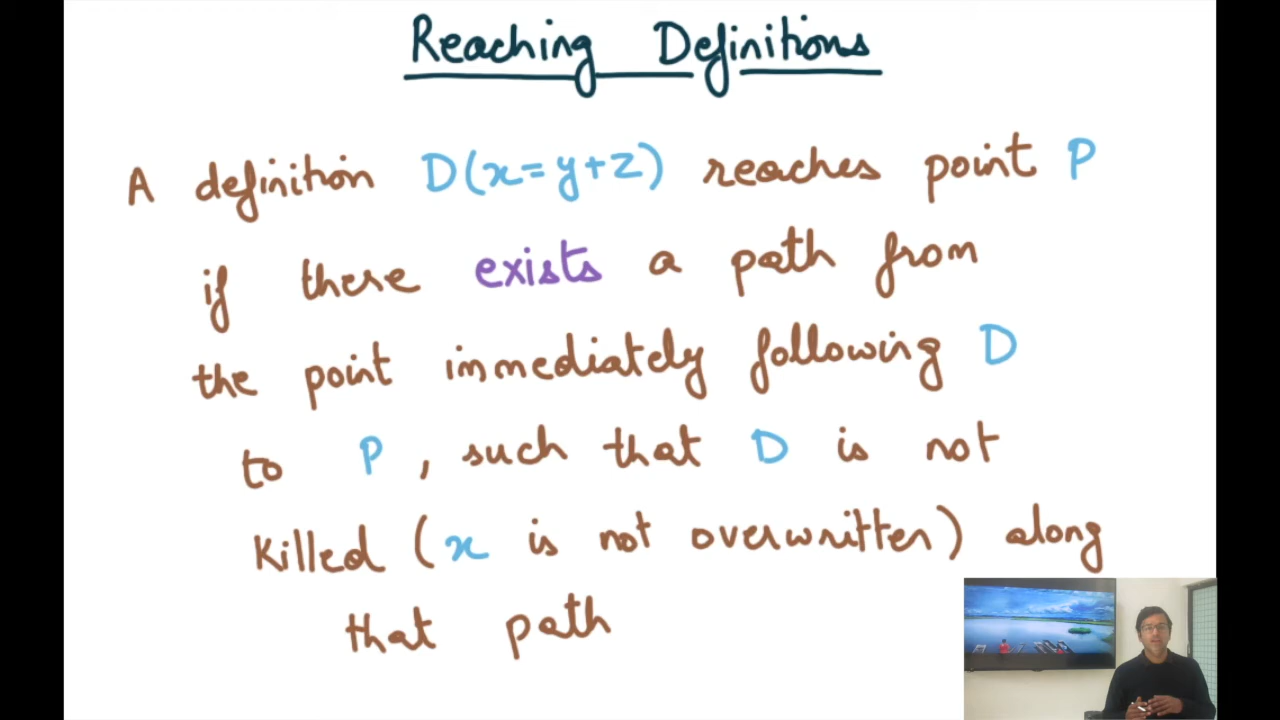 Reaching Definitions
A definition D(x=y+z) reaches point P
if there exists a path from
the point immediately following D
to P, such that D is not
killed (x is not overwritten) along
that path